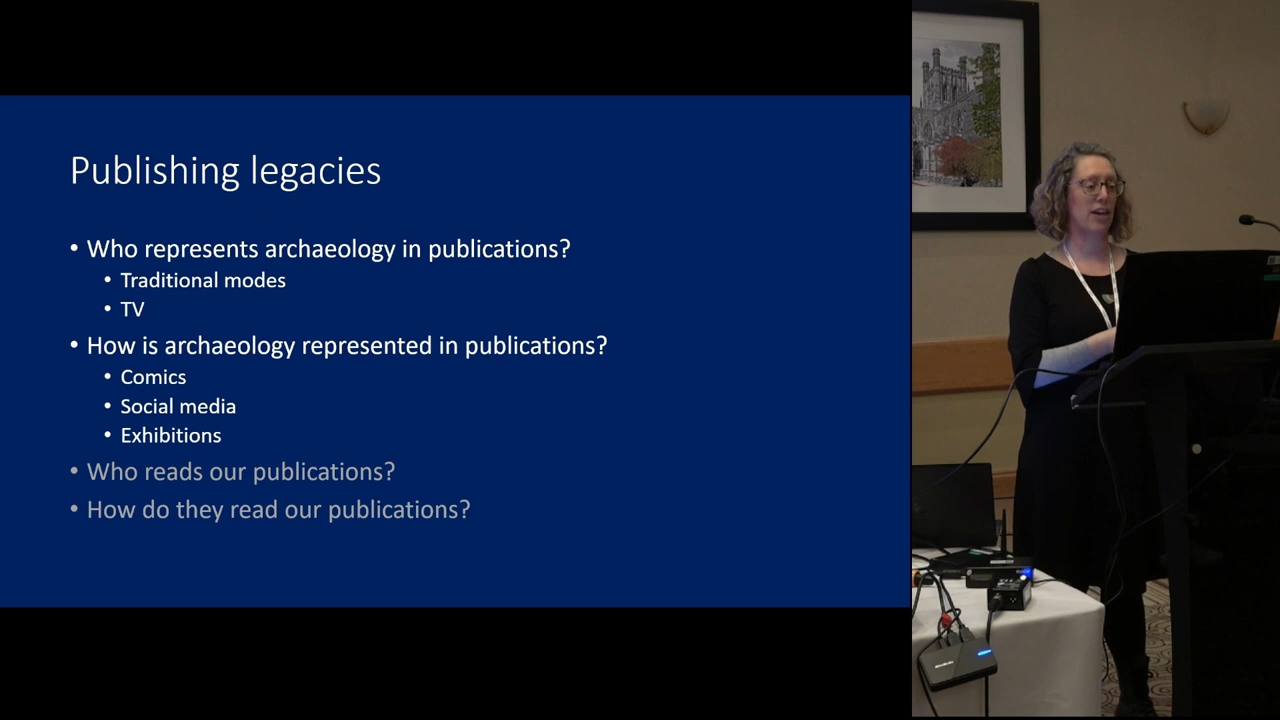 Publishing legacies
• Who represents archaeology in publications?
• Traditional modes
• TV
• How is archaeology represented in publications?
• Comics
• Social media
• Exhibitions
• Who reads our publications?
• How do they read our publications?